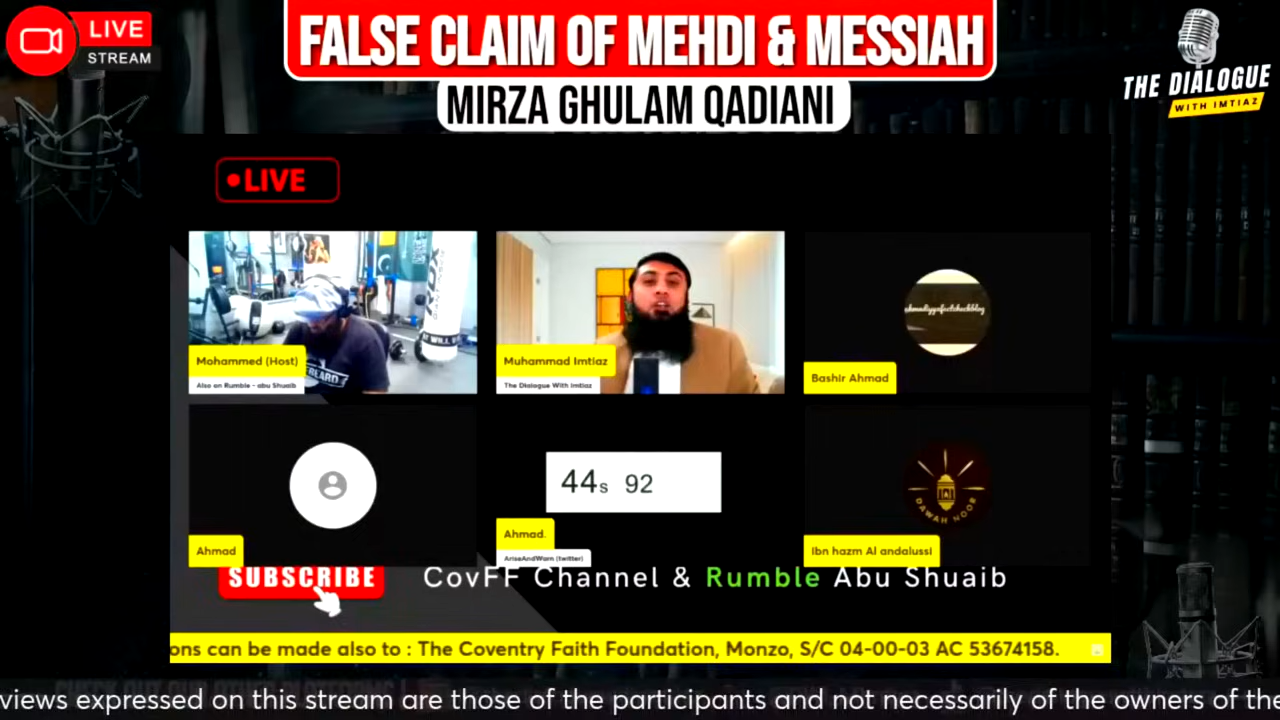 LIVE
STREAM
FALSE CLAIM OF MEHDI & MESSIAH
MIRZA GHULAM QADIANI
THE DIALOGUE
WITH IMTIAZ
LIVE
Mohammed (Host)
Also on Rumble - abu Shuaib
BEARD
RDX
Muhammad Imtiaz
The Dialogue With Imtiaz
ahmadiyyafactcheckblog
Bashir Ahmad
Ahmad
44s 92
Ahmad.
AriseAndWarn (twitter)
DAWAH NOOR
Ibn hazm Al andalussi
SUBSCRIBE
CovFF Channel & Rumble Abu Shuaib
ons can be made also to : The Coventry Faith Foundation, Monzo, S/C 04-00-03 AC 53674158.
views expressed on this stream are those of the participants and not necessarily of the owners of the